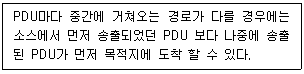 PDU마다 중간에 거쳐오는 경로가 다를 경우에는
소스에서 먼저 송출되었던 PDU 보다 나중에 송출
된 PDU가 먼저 목적지에 도착 할 수 있다.